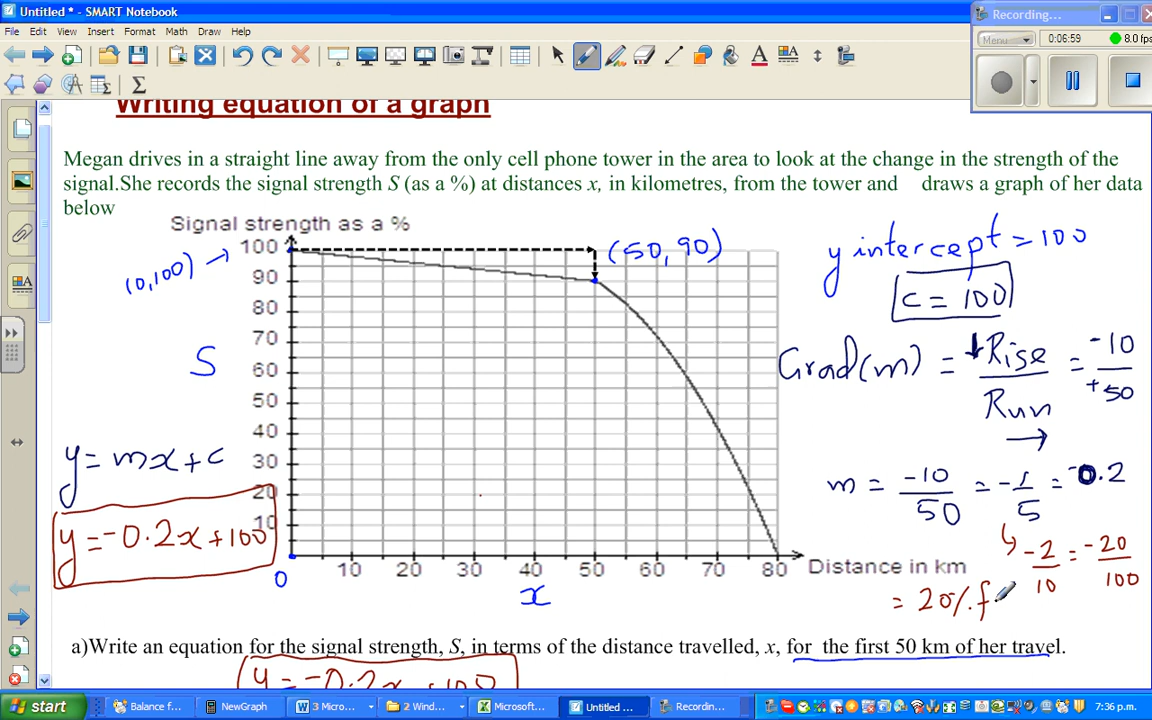 Untitled * - SMART Notebook
File Edit View Insert Format Math Draw Help
Recording...
Menu 0:06:59 8.0 fps
Writing equation of a graph
Megan drives in a straight line away from the only cell phone tower in the area to look at the change in the strength of the
signal.She records the signal strength S (as a %) at distances x, in kilometres, from the tower and draws a graph of her data
below
Signal strength as a %
(0,100) → 100
(50,90)
y intercept = 100
c = 100
90
80
70
60
50
40
30
20
10
S
Grad(m) = ↓Rise/Run → = -10/+50
y = mx + c
m = -10/50 = -1/5 = -0.2
y = -0.2x + 100
-2/10 = -20/100
= 20% f
0 10 20 30 40 50 60 70 80 Distance in km
x
a)Write an equation for the signal strength, S, in terms of the distance travelled, x, for the first 50 km of her travel.
y = -0.2x + 100
start Balance f... NewGraph 3 Micro... 2 Wind... Microsoft... Untitled ... Recordin... 7:36 p.m.